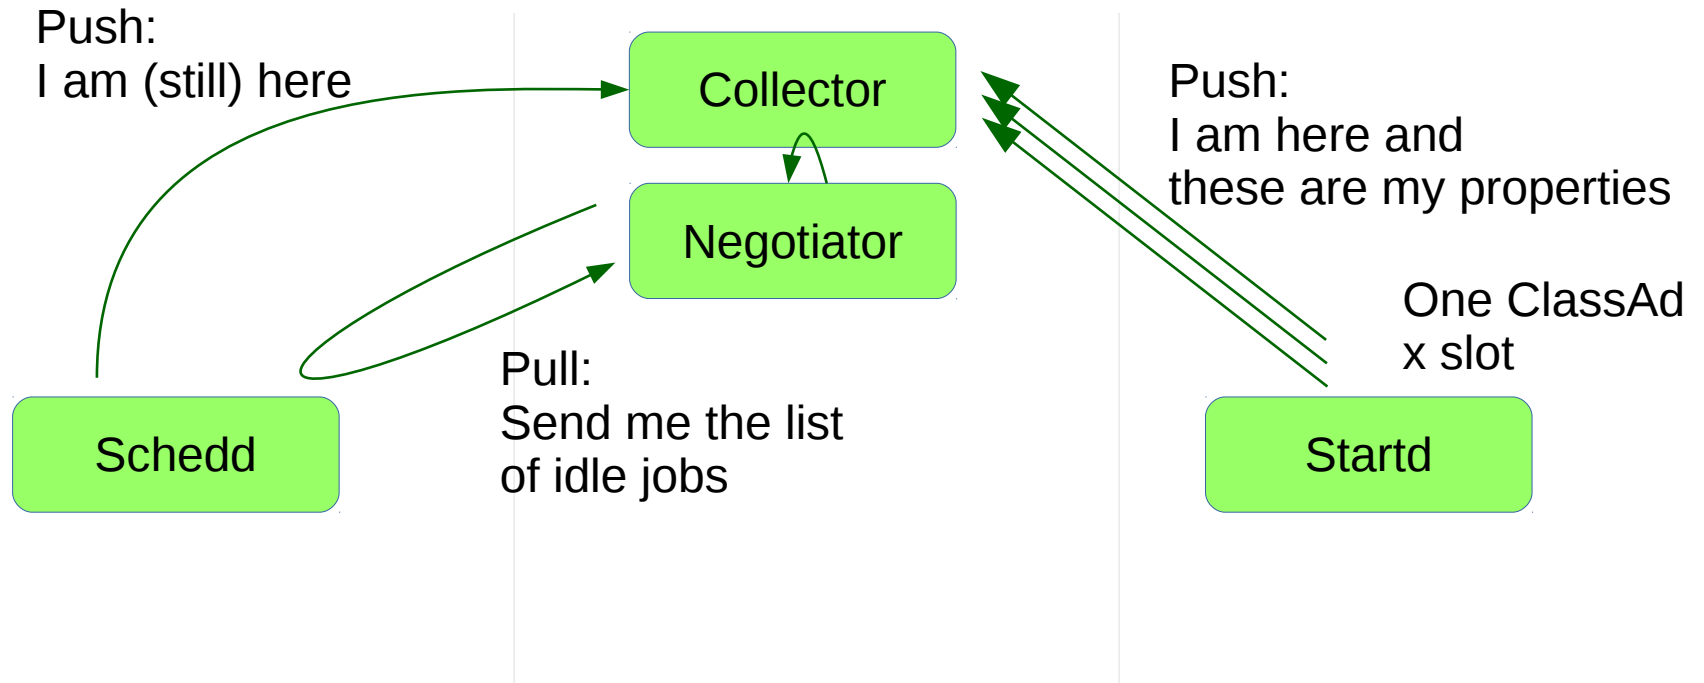 Push:
I am (still) here
Collector
Push:
I am here and
these are my properties
Negotiator
One ClassAd
x slot
Pull:
Send me the list
of idle jobs
Schedd
Startd